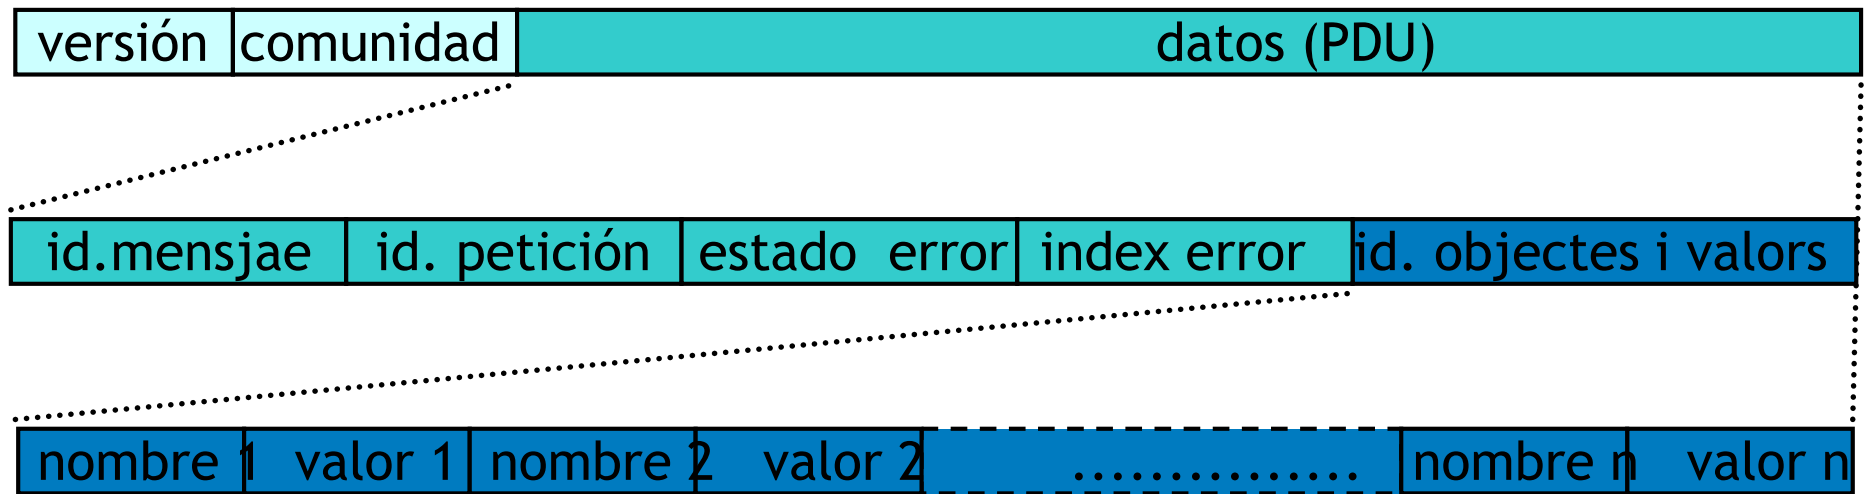 versión comunidad datos (PDU)
id.mensjae id. petición estado error index error id. objectes i valors
nombre 1 valor 1 nombre 2 valor 2 ............... nombre n valor n